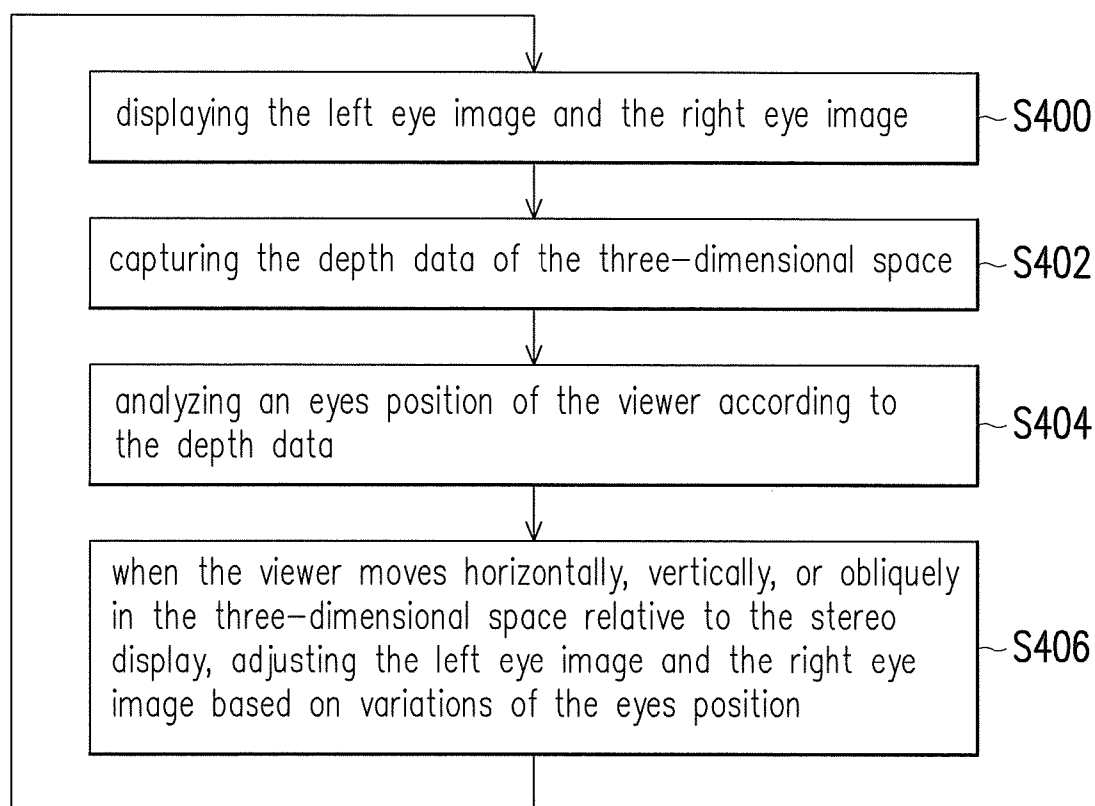 displaying the left eye image and the right eye image
S400
capturing the depth data of the three-dimensional space
S402
analyzing an eyes position of the viewer according to
the depth data
S404
when the viewer moves horizontally, vertically, or obliquely
in the three-dimensional space relative to the stereo
display, adjusting the left eye image and the right eye
image based on variations of the eyes position
S406